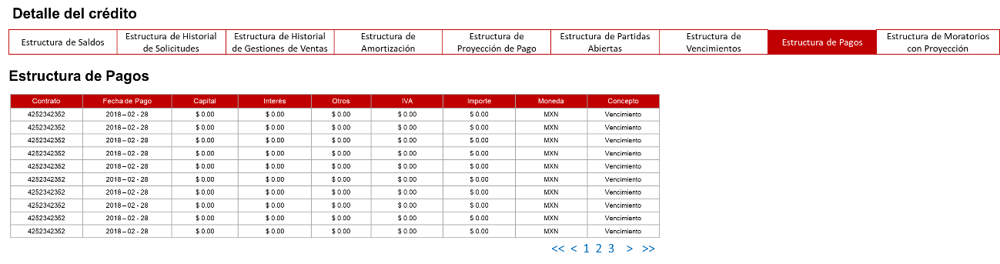 Detalle del crédito
Estructura de Saldos
Estructura de Historial
de Solicitudes
Estructura de Historial
de Gestiones de Ventas
Estructura de
Amortización
Estructura de
Proyección de Pago
Estructura de Partidas
Abiertas
Estructura de
Vencimientos
Estructura de Pagos
Estructura de Moratorios
con Proyección
Estructura de Pagos
Contrato Fecha de Pago Capital Interés Otros IVA Importe Moneda Concepto
4252342352 2018 – 02 - 28 $ 0.00 $ 0.00 $ 0.00 $ 0.00 $ 0.00 MXN Vencimiento
4252342352 2018 – 02 - 28 $ 0.00 $ 0.00 $ 0.00 $ 0.00 $ 0.00 MXN Vencimiento
4252342352 2018 – 02 - 28 $ 0.00 $ 0.00 $ 0.00 $ 0.00 $ 0.00 MXN Vencimiento
4252342352 2018 – 02 - 28 $ 0.00 $ 0.00 $ 0.00 $ 0.00 $ 0.00 MXN Vencimiento
4252342352 2018 – 02 - 28 $ 0.00 $ 0.00 $ 0.00 $ 0.00 $ 0.00 MXN Vencimiento
4252342352 2018 – 02 - 28 $ 0.00 $ 0.00 $ 0.00 $ 0.00 $ 0.00 MXN Vencimiento
4252342352 2018 – 02 - 28 $ 0.00 $ 0.00 $ 0.00 $ 0.00 $ 0.00 MXN Vencimiento
4252342352 2018 – 02 - 28 $ 0.00 $ 0.00 $ 0.00 $ 0.00 $ 0.00 MXN Vencimiento
4252342352 2018 – 02 - 28 $ 0.00 $ 0.00 $ 0.00 $ 0.00 $ 0.00 MXN Vencimiento
4252342352 2018 – 02 - 28 $ 0.00 $ 0.00 $ 0.00 $ 0.00 $ 0.00 MXN Vencimiento
<< < 1 2 3 > >>